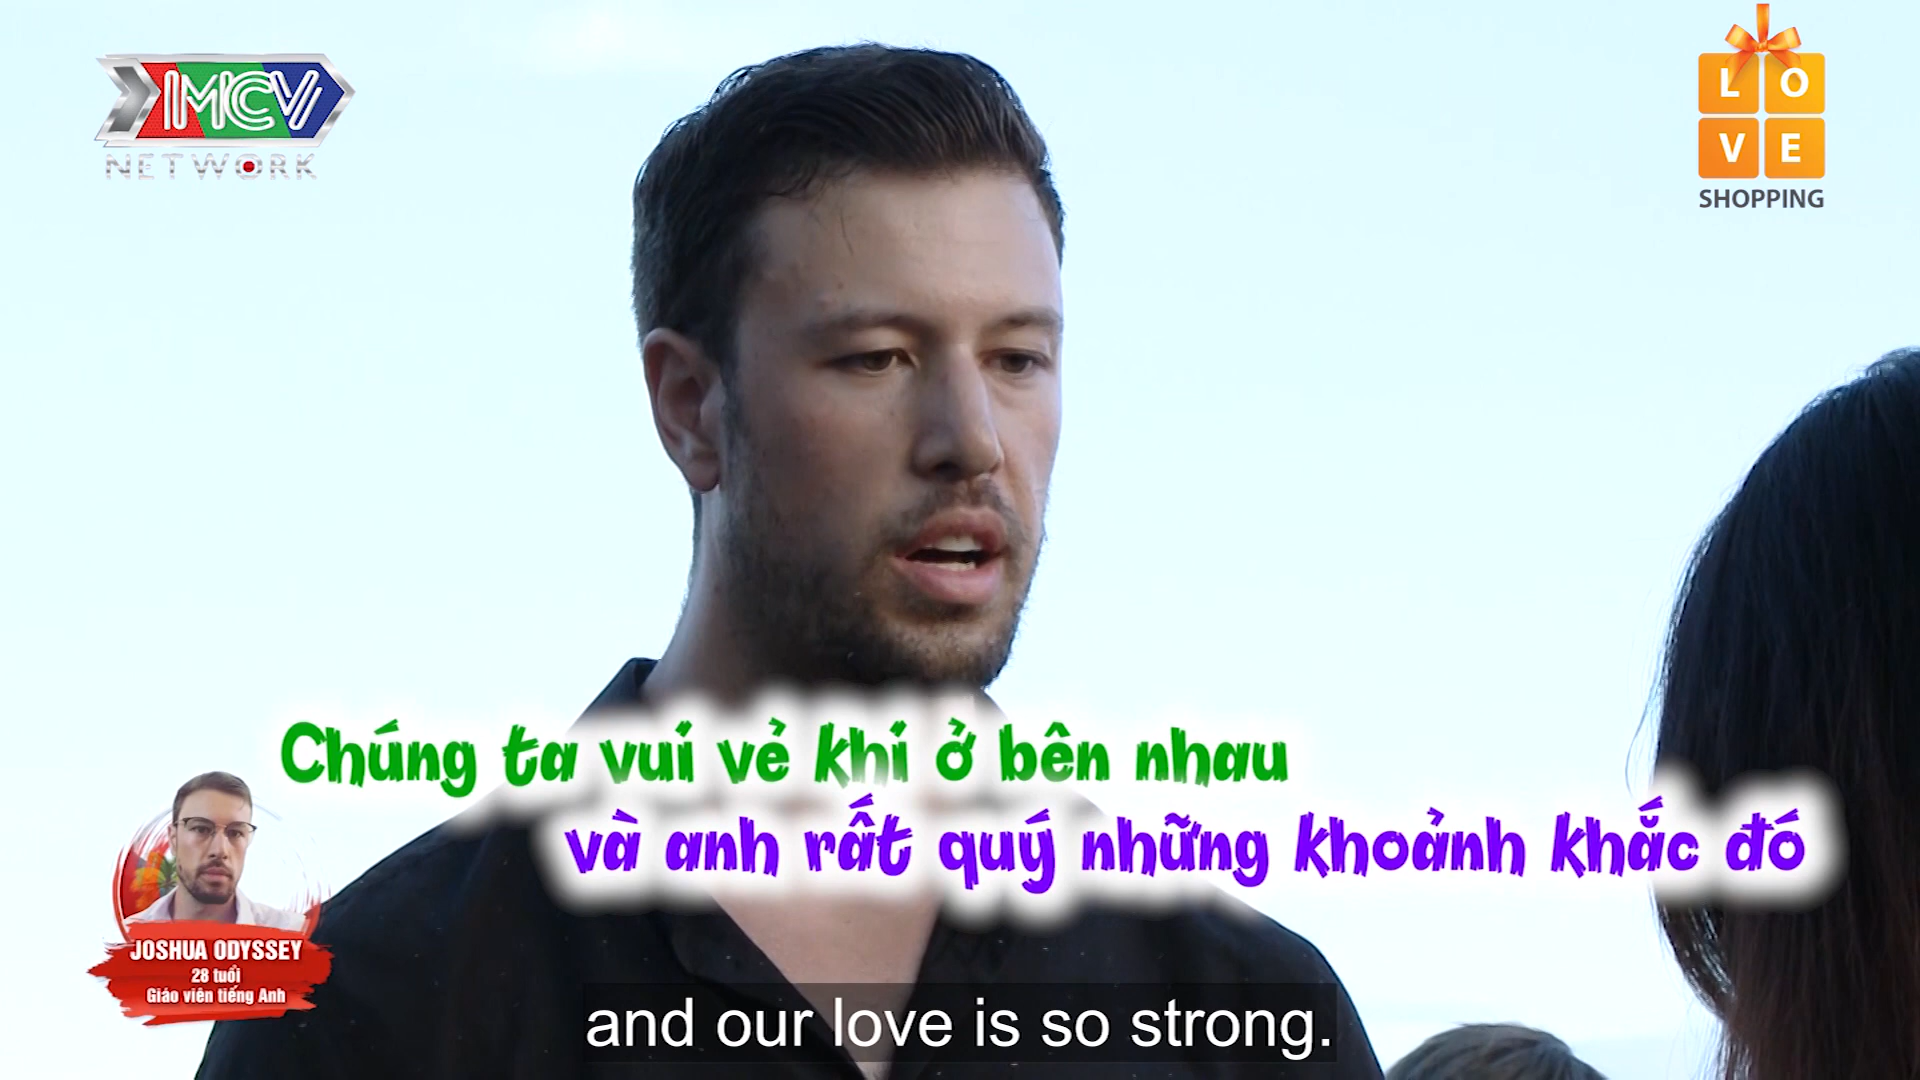 MCV
NETWORK
L O
V E
SHOPPING
Chúng ta vui vẻ khi ở bên nhau
và anh rất quý những khoảnh khắc đó
JOSHUA ODYSSEY
28 tuổi
Giáo viên tiếng Anh
and our love is so strong.